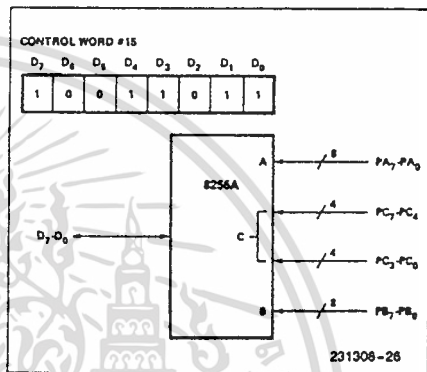 CONTROL WORD #15
D7 D6 D5 D4 D3 D2 D1 D0
1 0 0 1 1 0 1 1
A 8 PA7-PA0
8256A
4 PC7-PC4
D7-D0 C
4 PC3-PC0
B 8 PB7-PB0
231308-26